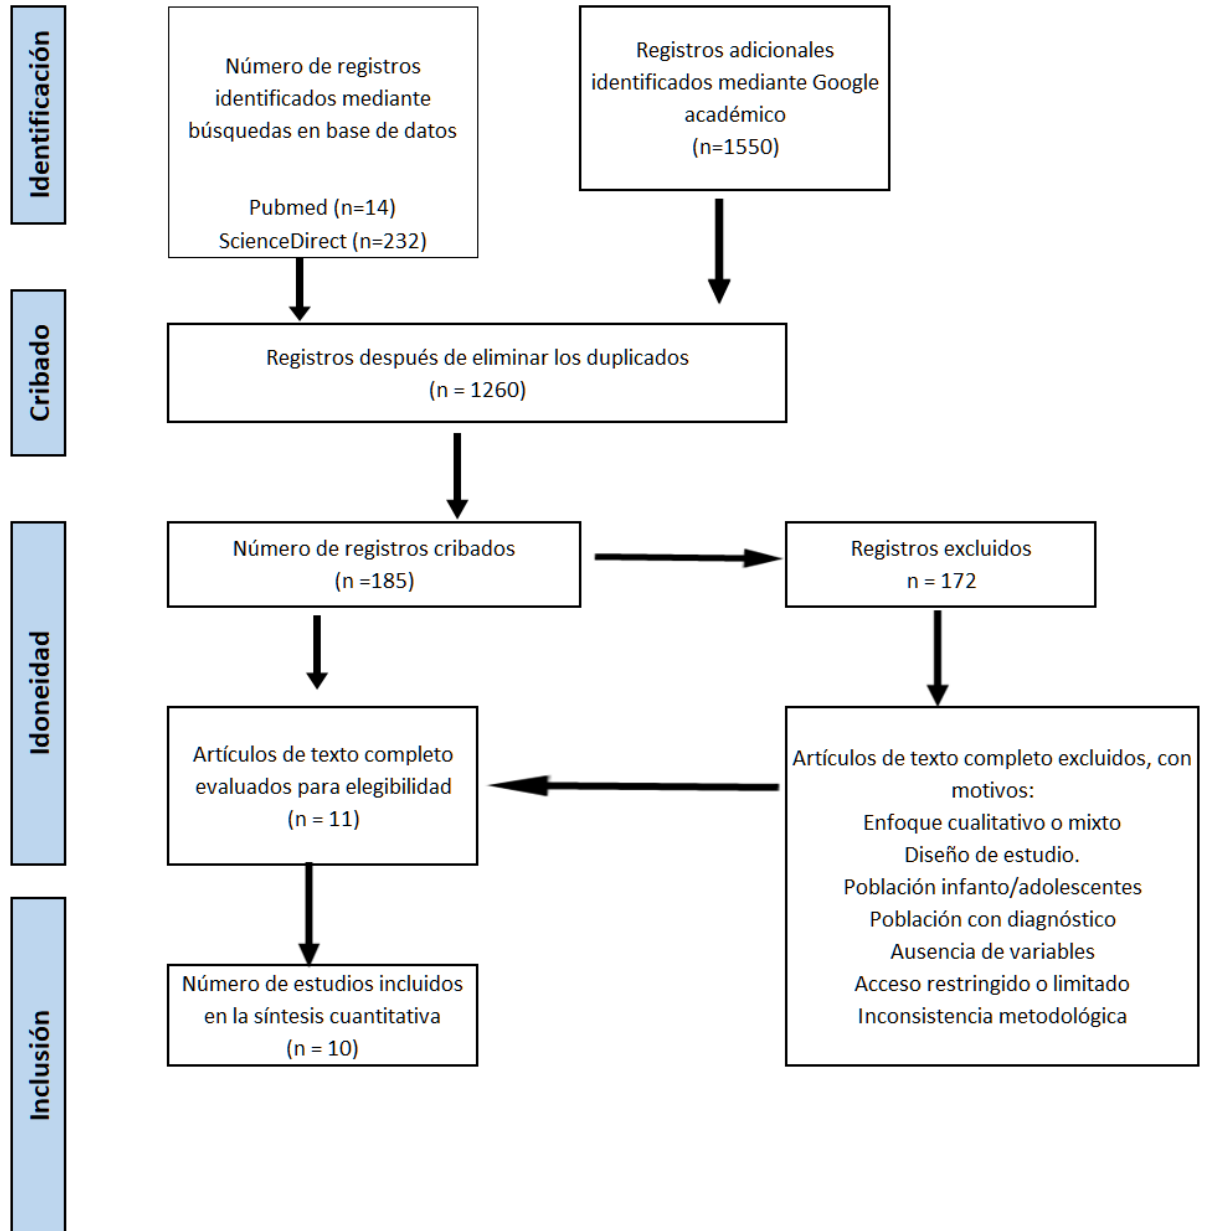 Identificación
Número de registros
identificados mediante
búsquedas en base de datos
Pubmed (n=14)
ScienceDirect (n=232)
Registros adicionales
identificados mediante Google
académico
(n=1550)
Cribado
Registros después de eliminar los duplicados
(n = 1260)
Idoneidad
Número de registros cribados
(n =185)
Registros excluidos
n = 172
Artículos de texto completo
evaluados para elegibilidad
(n = 11)
Artículos de texto completo excluidos, con
motivos:
Enfoque cualitativo o mixto
Diseño de estudio.
Población infanto/adolescentes
Población con diagnóstico
Ausencia de variables
Acceso restringido o limitado
Inconsistencia metodológica
Inclusión
Número de estudios incluidos
en la síntesis cuantitativa
(n = 10)